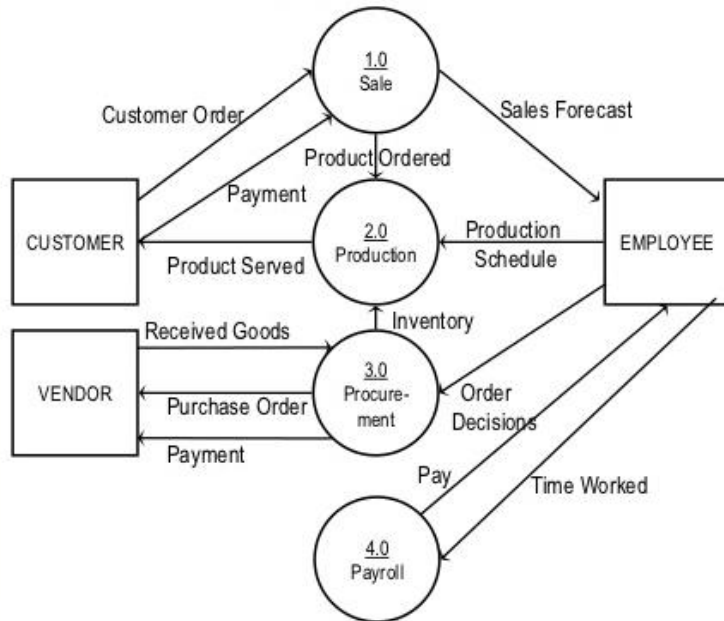 1.0
Sale
Customer Order
Sales Forecast
Product Ordered
Payment
CUSTOMER
2.0
Production
Production
Schedule
EMPLOYEE
Product Served
Received Goods
Inventory
VENDOR
3.0
Procure-
ment
Purchase Order
Order
Decisions
Payment
Pay
Time Worked
4.0
Payroll